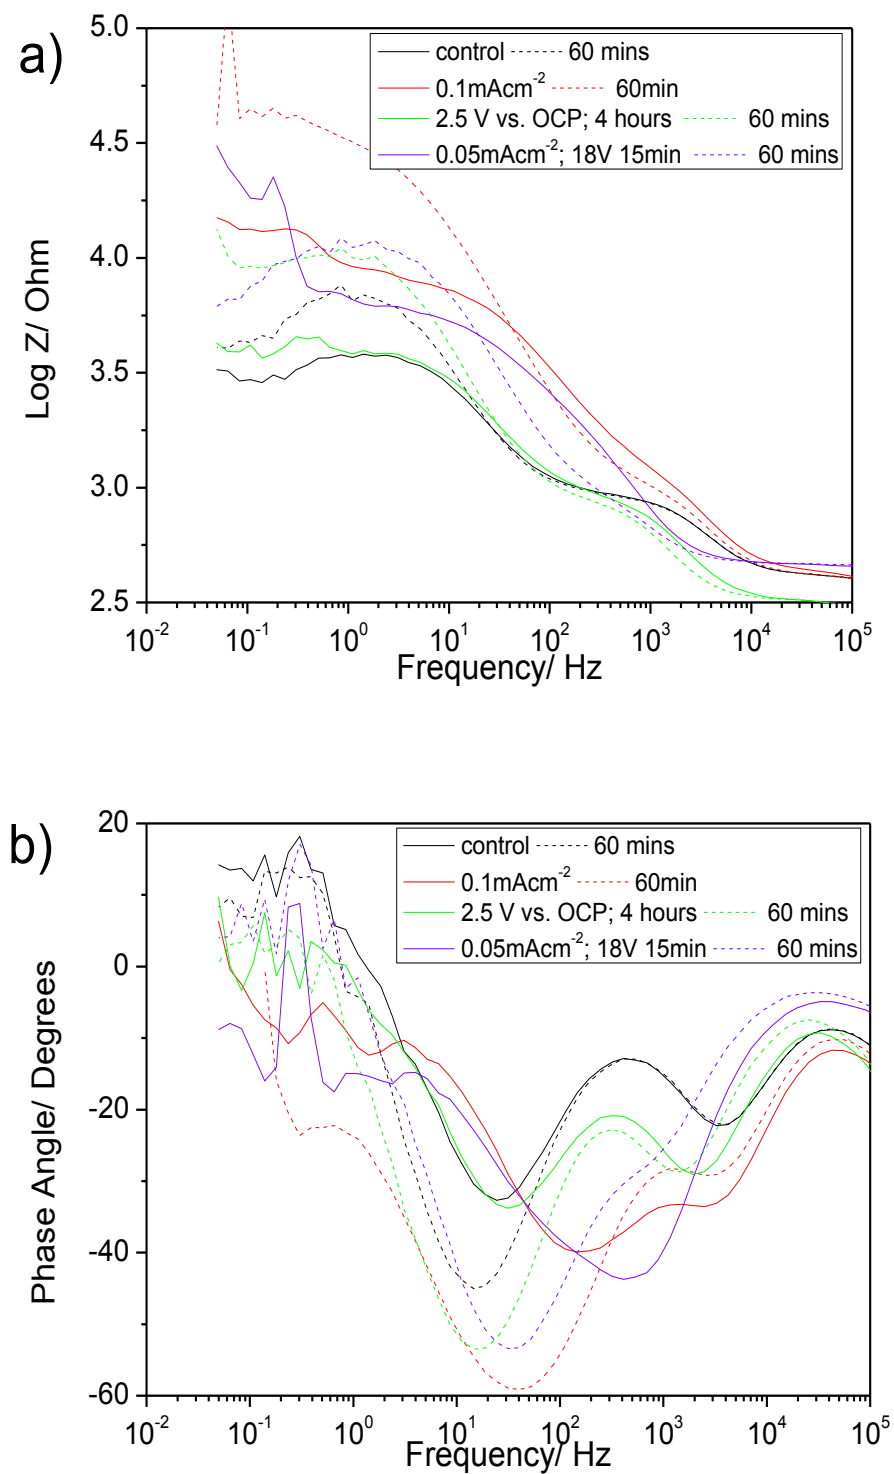 a)
control 60 mins
0.1mAcm⁻² 60min
2.5 V vs. OCP; 4 hours 60 mins
0.05mAcm⁻²; 18V 15min 60 mins
5.0
4.5
4.0
3.5
3.0
2.5
Log Z/ Ohm
10⁻² 10⁻¹ 10⁰ 10¹ 10² 10³ 10⁴ 10⁵
Frequency/ Hz
b)
control 60 mins
0.1mAcm⁻² 60min
2.5 V vs. OCP; 4 hours 60 mins
0.05mAcm⁻²; 18V 15min 60 mins
20
0
-20
-40
-60
Phase Angle/ Degrees
10⁻² 10⁻¹ 10⁰ 10¹ 10² 10³ 10⁴ 10⁵
Frequency/ Hz